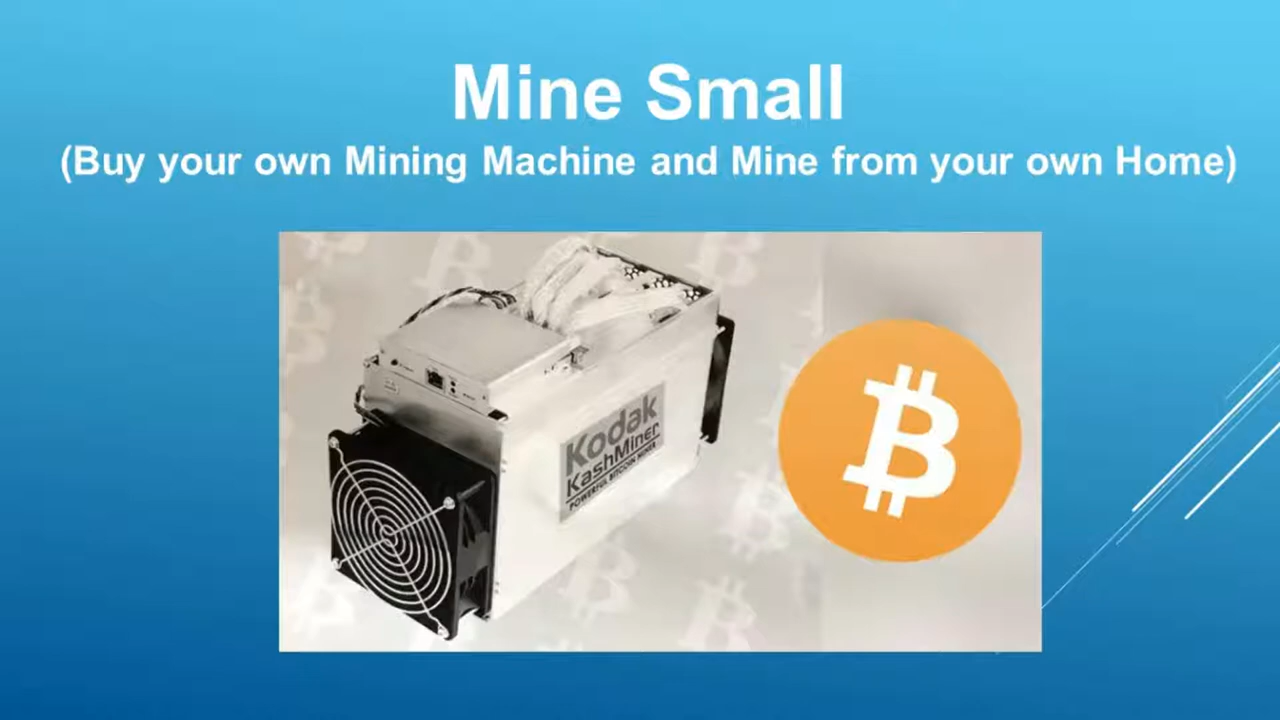 Mine Small
(Buy your own Mining Machine and Mine from your own Home)
Kodak
KashMiner
POWERFUL BITCOIN MINER